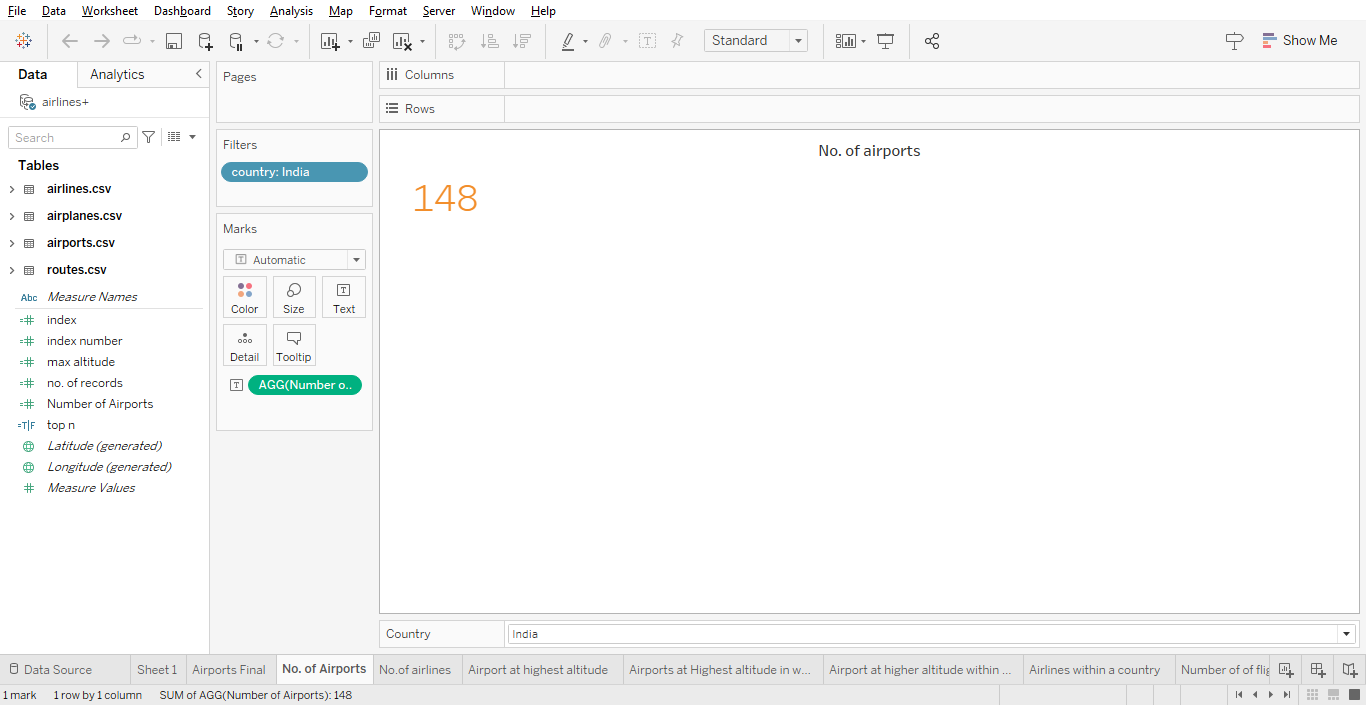 File Data Worksheet Dashboard Story Analysis Map Format Server Window Help
Standard
Show Me
Data Analytics
airlines+
Search
Tables
airlines.csv
airplanes.csv
airports.csv
routes.csv
Abc Measure Names
index
index number
max altitude
no. of records
Number of Airports
T|F top n
Latitude (generated)
Longitude (generated)
Measure Values
Pages
Filters
country: India
Marks
Automatic
Color Size Text
Detail Tooltip
AGG(Number o..
Columns
Rows
No. of airports
148
Country India
Data Source Sheet 1 Airports Final No. of Airports No.of airlines Airport at highest altitude Airports at Highest altitude in w... Airport at higher altitude within ... Airlines within a country Number of of flig
1 mark 1 row by 1 column SUM of AGG(Number of Airports): 148